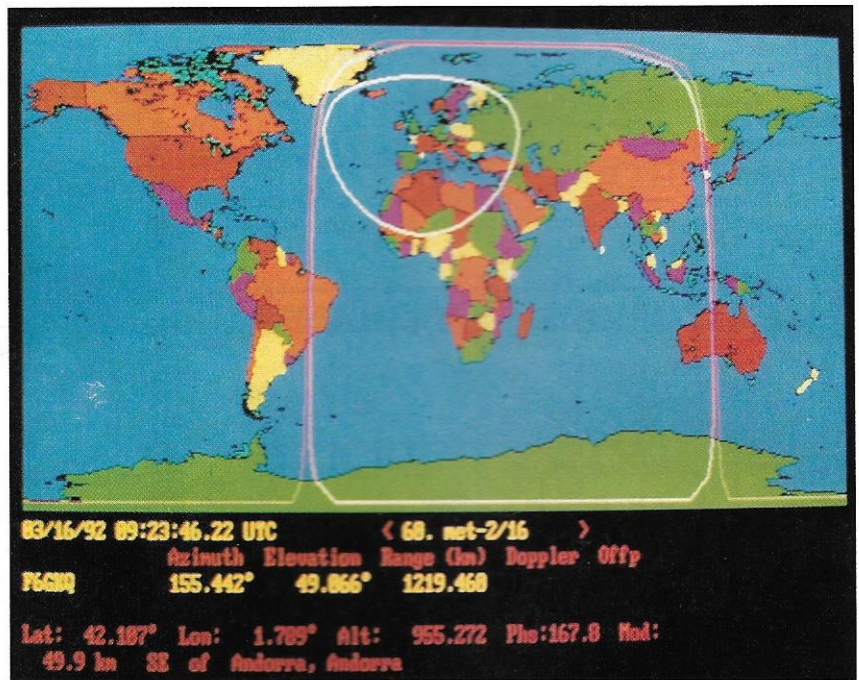 03/16/92 09:23:46.22 UTC < 60. met-2/16 >
Azimuth Elevation Range (km) Doppler Offp
155.442° 49.066° 1219.460
Lat: 42.187° Lon: 1.789° Alt: 955.272 Phs:167.8 Mod:
49.9 km SE of Andorra, Andorra